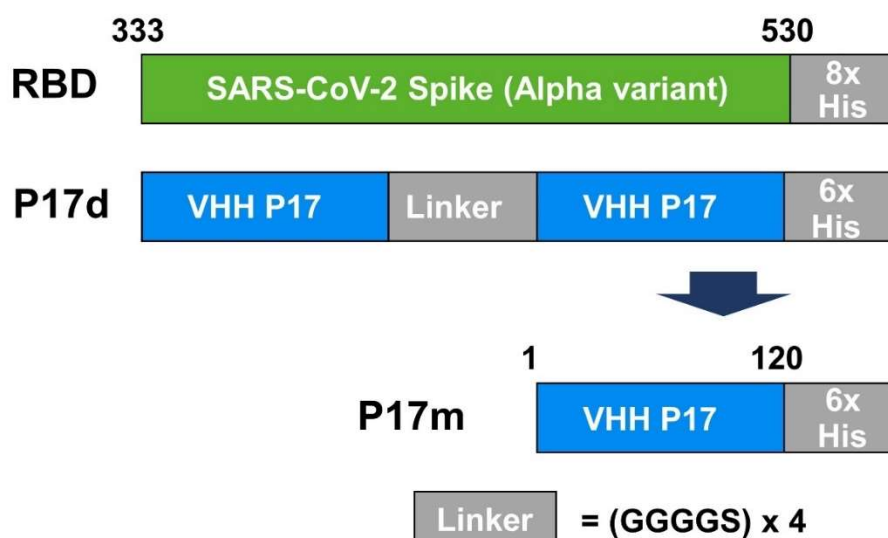 333 530
RBD SARS-CoV-2 Spike (Alpha variant) 8x His
P17d VHH P17 Linker VHH P17 6x His
1 120
P17m VHH P17 6x His
Linker = (GGGGS) x 4